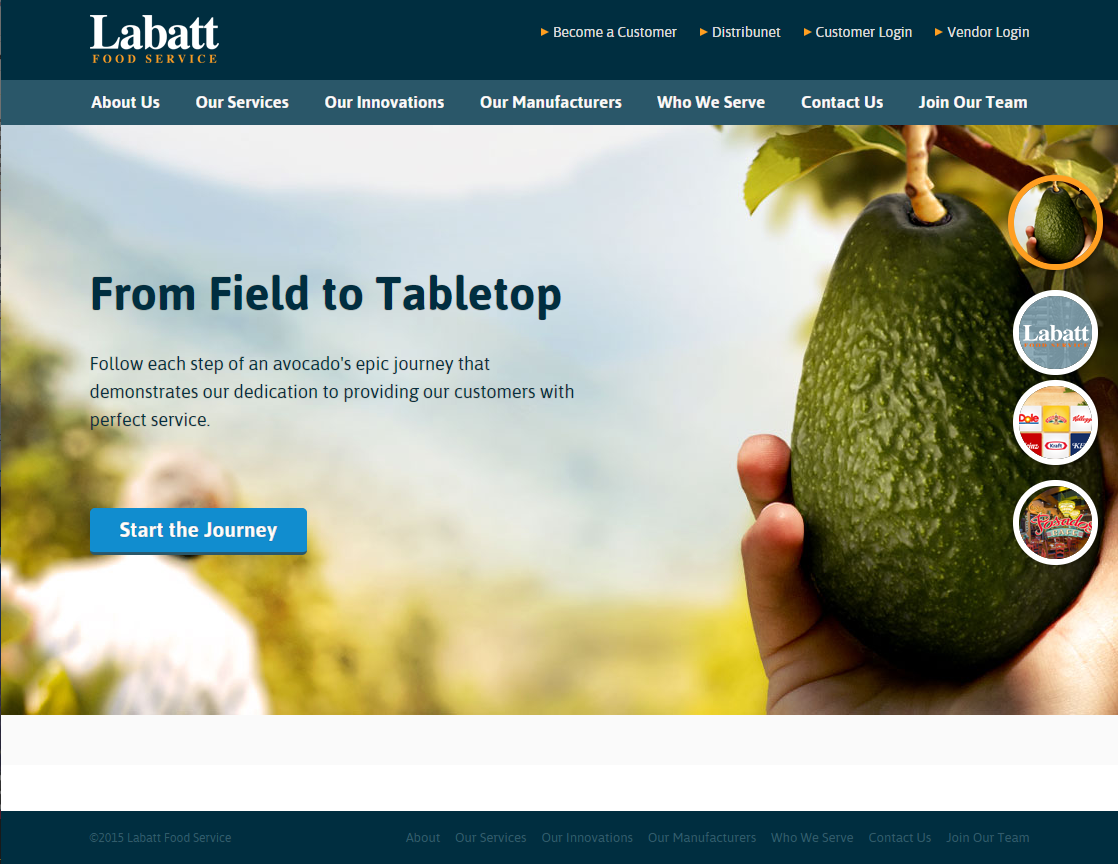 Labatt
FOOD SERVICE
Become a Customer Distribunet Customer Login Vendor Login
About Us Our Services Our Innovations Our Manufacturers Who We Serve Contact Us Join Our Team
From Field to Tabletop
Labatt
Follow each step of an avocado's epic journey that
demonstrates our dedication to providing our customers with
perfect service.
Dole
Kraft
Start the Journey
©2015 Labatt Food Service About Our Services Our Innovations Our Manufacturers Who We Serve Contact Us Join Our Team